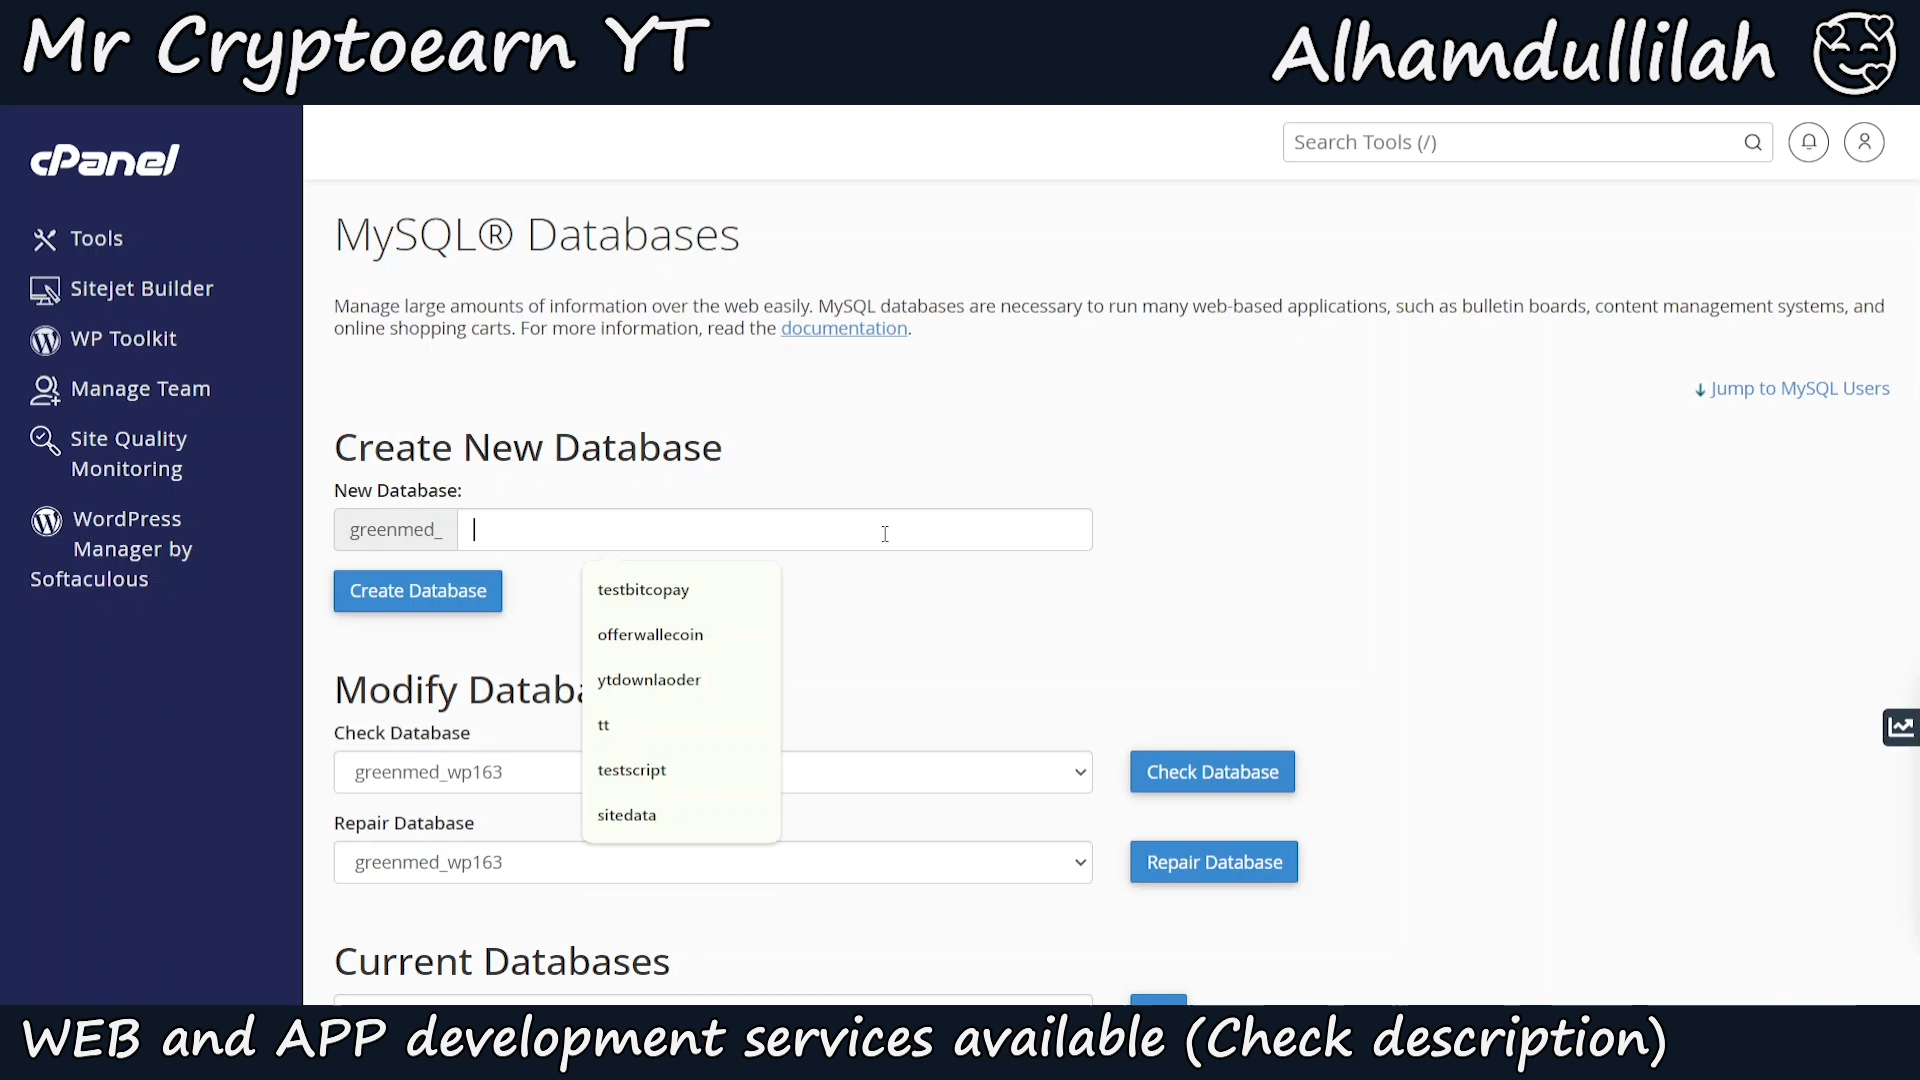 Mr Cryptoearn YT
Alhamdullilah
cPanel
Search Tools (/)
Tools
Sitejet Builder
WP Toolkit
Manage Team
Site Quality
Monitoring
WordPress
Manager by
Softaculous
MySQL® Databases
Manage large amounts of information over the web easily. MySQL databases are necessary to run many web-based applications, such as bulletin boards, content management systems, and
online shopping carts. For more information, read the documentation.
Jump to MySQL Users
Create New Database
New Database:
greenmed_
Create Database
testbitcopay
offerwallecoin
ytdownlaoder
tt
testscript
sitedata
Modify Databa
Check Database
greenmed_wp163
Check Database
Repair Database
greenmed_wp163
Repair Database
Current Databases
WEB and APP development services available (Check description)